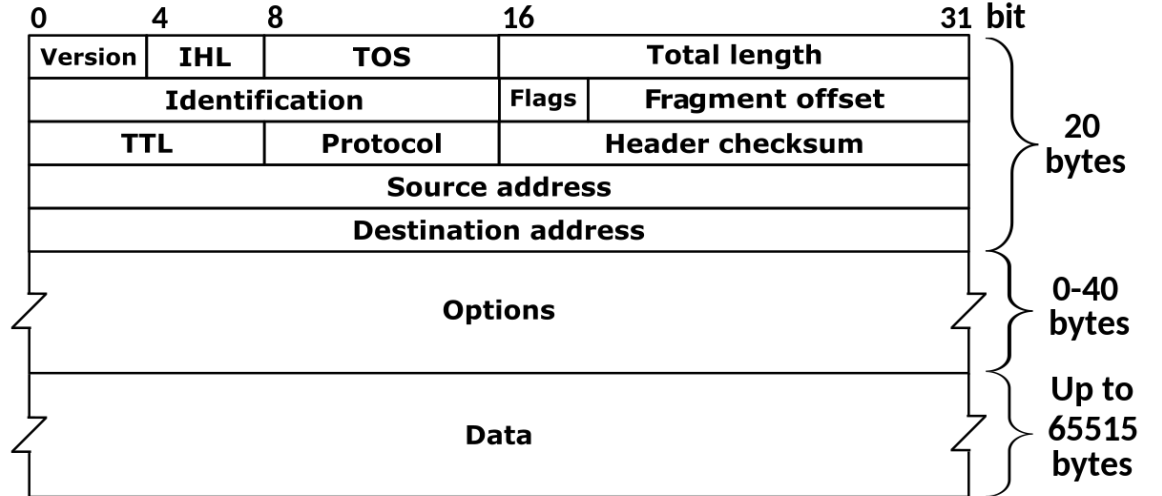 0 4 8 16 31 bit
Version IHL TOS Total length
Identification Flags Fragment offset
TTL Protocol Header checksum
Source address
Destination address
20
bytes
Options
0-40
bytes
Data
Up to
65515
bytes